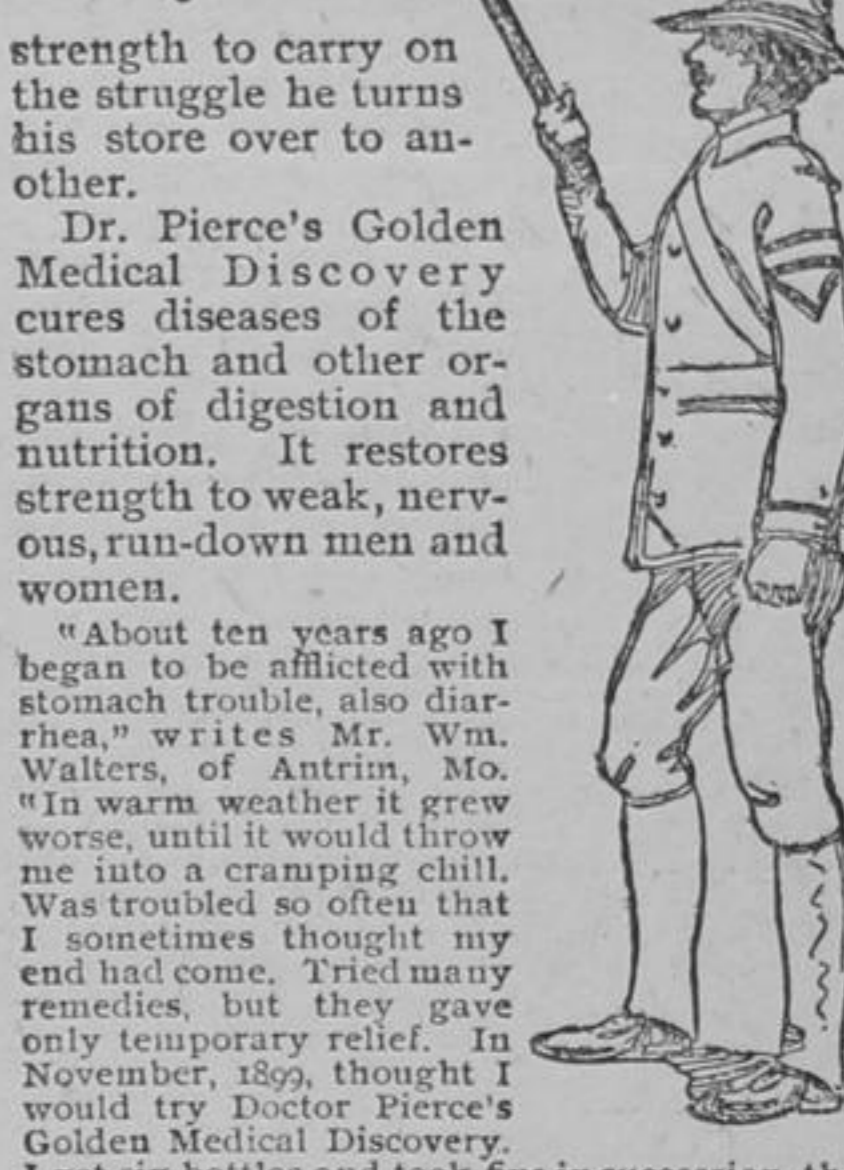 strength to carry on
the struggle he turns
his store over to an-
other.
Dr. Pierce's Golden
Medical Discovery
cures diseases of the
stomach and other or-
gans of digestion and
nutrition. It restores
strength to weak, nerv-
ous, run-down men and
women.
"About ten years ago I
began to be afflicted with
stomach trouble, also diar-
rhea," writes Mr. Wm.
Walters, of Antrim, Mo.
"In warm weather it grew
worse, until it would throw
me into a cramping chill.
Was troubled so often that
I sometimes thought my
end had come. Tried many
remedies, but they gave
only temporary relief. In
November, 1899, thought I
would try Doctor Pierce's
Golden Medical Discovery.